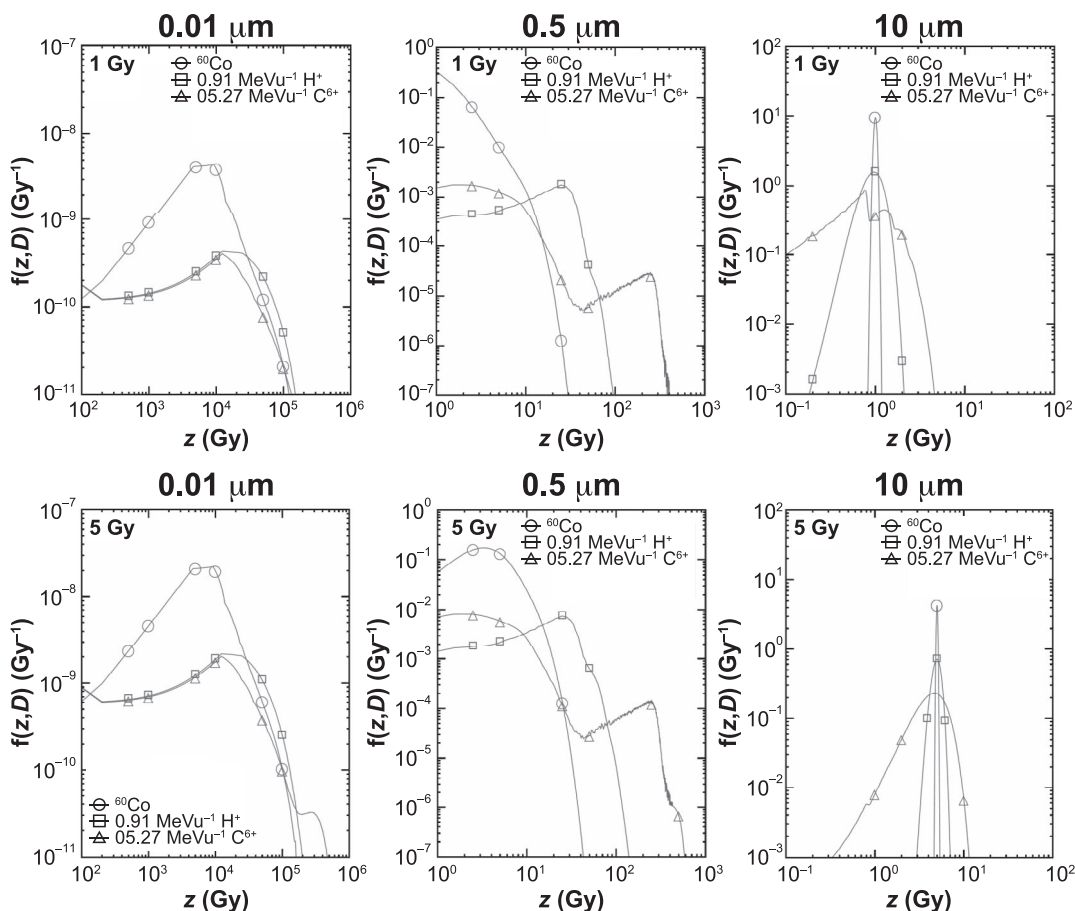 0.01 μm
0.5 μm
10 μm
1 Gy
⁶⁰Co
0.91 MeVu⁻¹ H⁺
05.27 MeVu⁻¹ C⁶⁺
f(z,D) (Gy⁻¹)
10⁻⁷
10⁻⁸
10⁻⁹
10⁻¹⁰
10⁻¹¹
10² 10³ 10⁴ 10⁵ 10⁶
z (Gy)
1 Gy
⁶⁰Co
0.91 MeVu⁻¹ H⁺
05.27 MeVu⁻¹ C⁶⁺
f(z,D) (Gy⁻¹)
10⁰
10⁻¹
10⁻²
10⁻³
10⁻⁴
10⁻⁵
10⁻⁶
10⁻⁷
10⁰ 10¹ 10² 10³
z (Gy)
1 Gy
⁶⁰Co
0.91 MeVu⁻¹ H⁺
05.27 MeVu⁻¹ C⁶⁺
f(z,D) (Gy⁻¹)
10²
10¹
10⁰
10⁻¹
10⁻²
10⁻³
10⁻¹ 10⁰ 10¹ 10²
z (Gy)
0.01 μm
0.5 μm
10 μm
5 Gy
⁶⁰Co
0.91 MeVu⁻¹ H⁺
05.27 MeVu⁻¹ C⁶⁺
f(z,D) (Gy⁻¹)
10⁻⁷
10⁻⁸
10⁻⁹
10⁻¹⁰
10⁻¹¹
10² 10³ 10⁴ 10⁵ 10⁶
z (Gy)
5 Gy
⁶⁰Co
0.91 MeVu⁻¹ H⁺
05.27 MeVu⁻¹ C⁶⁺
f(z,D) (Gy⁻¹)
10⁰
10⁻¹
10⁻²
10⁻³
10⁻⁴
10⁻⁵
10⁻⁶
10⁻⁷
10⁰ 10¹ 10² 10³
z (Gy)
5 Gy
⁶⁰Co
0.91 MeVu⁻¹ H⁺
05.27 MeVu⁻¹ C⁶⁺
f(z,D) (Gy⁻¹)
10²
10¹
10⁰
10⁻¹
10⁻²
10⁻³
10⁻¹ 10⁰ 10¹ 10²
z (Gy)